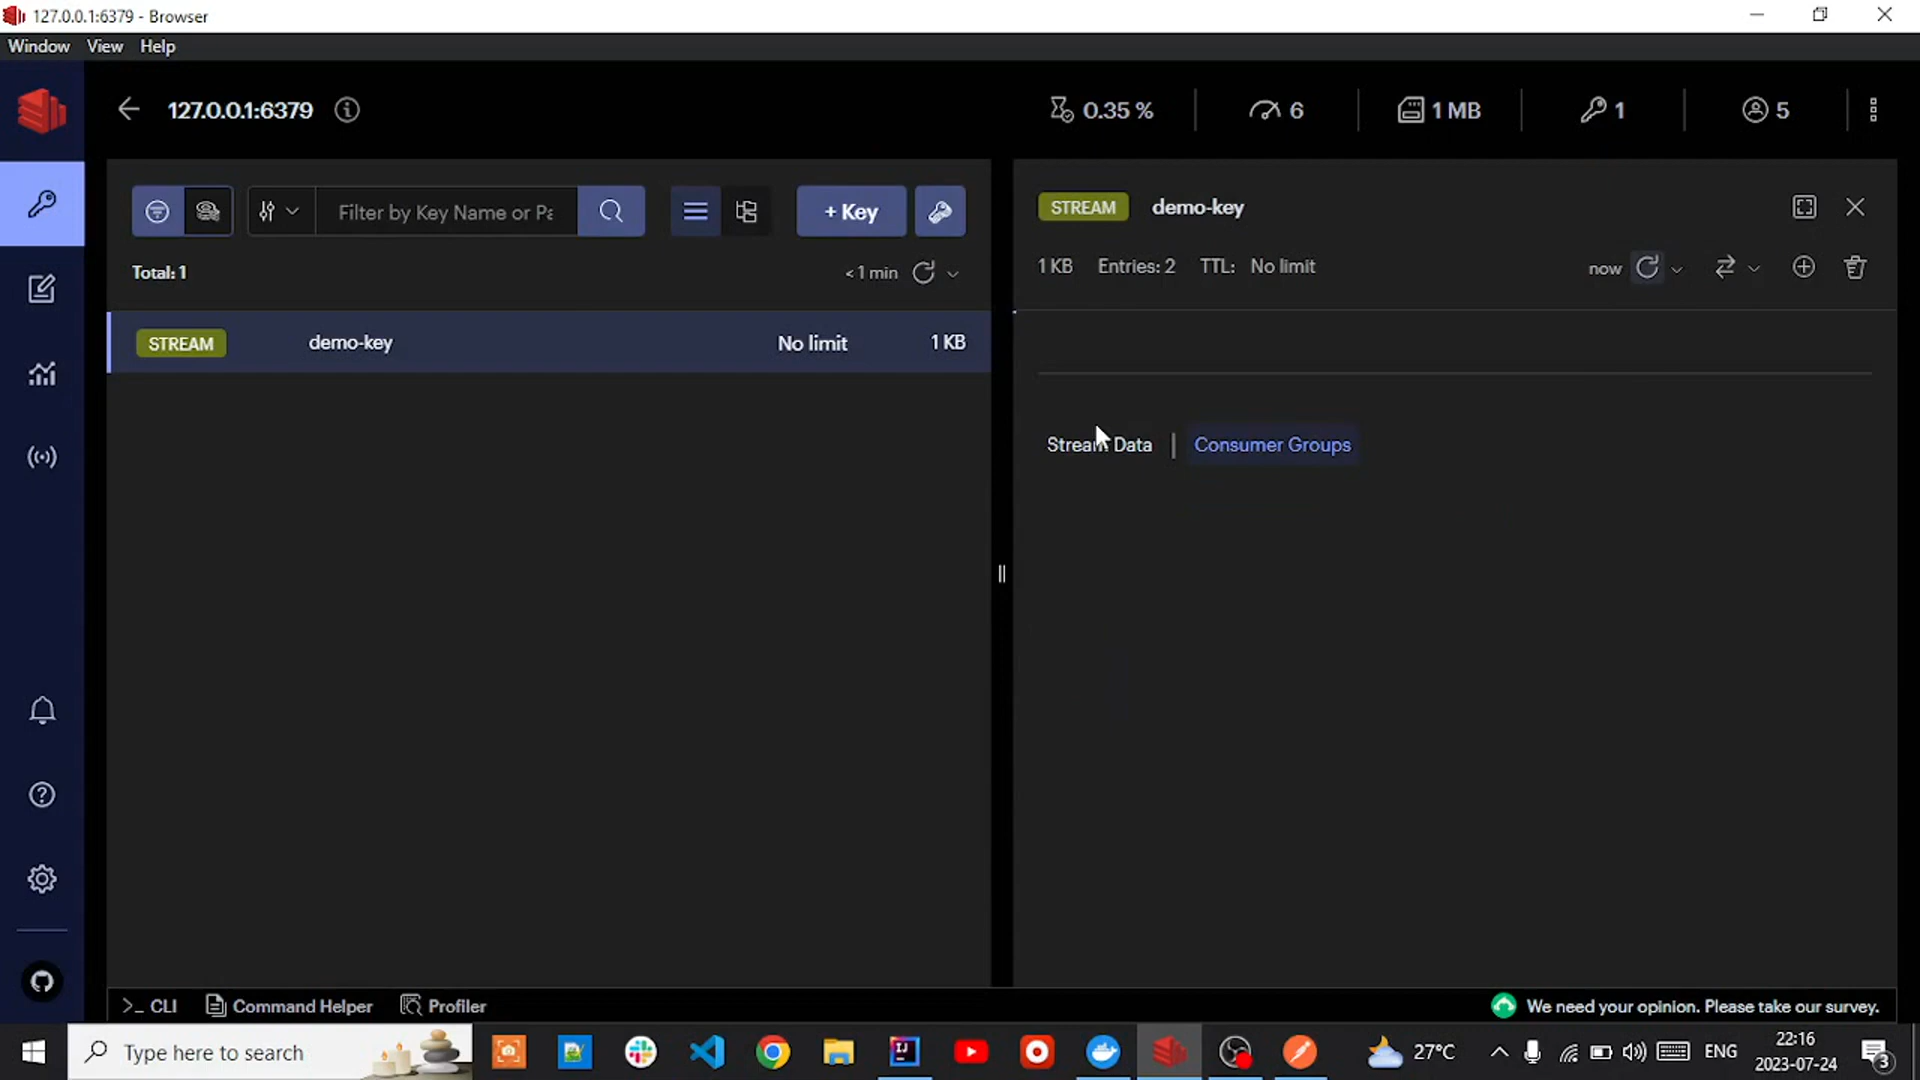 127.0.0.1:6379 - Browser
Window View Help
127.0.0.1:6379
0.35 %
6
1 MB
1
5
Filter by Key Name or Pa
+ Key
Total: 1
< 1 min
STREAM demo-key No limit 1 KB
STREAM demo-key
1 KB Entries: 2 TTL: No limit
now
Stream Data | Consumer Groups
>_ CLI Command Helper Profiler
We need your opinion. Please take our survey.
Type here to search
27°C
ENG
22:16
2023-07-24
3